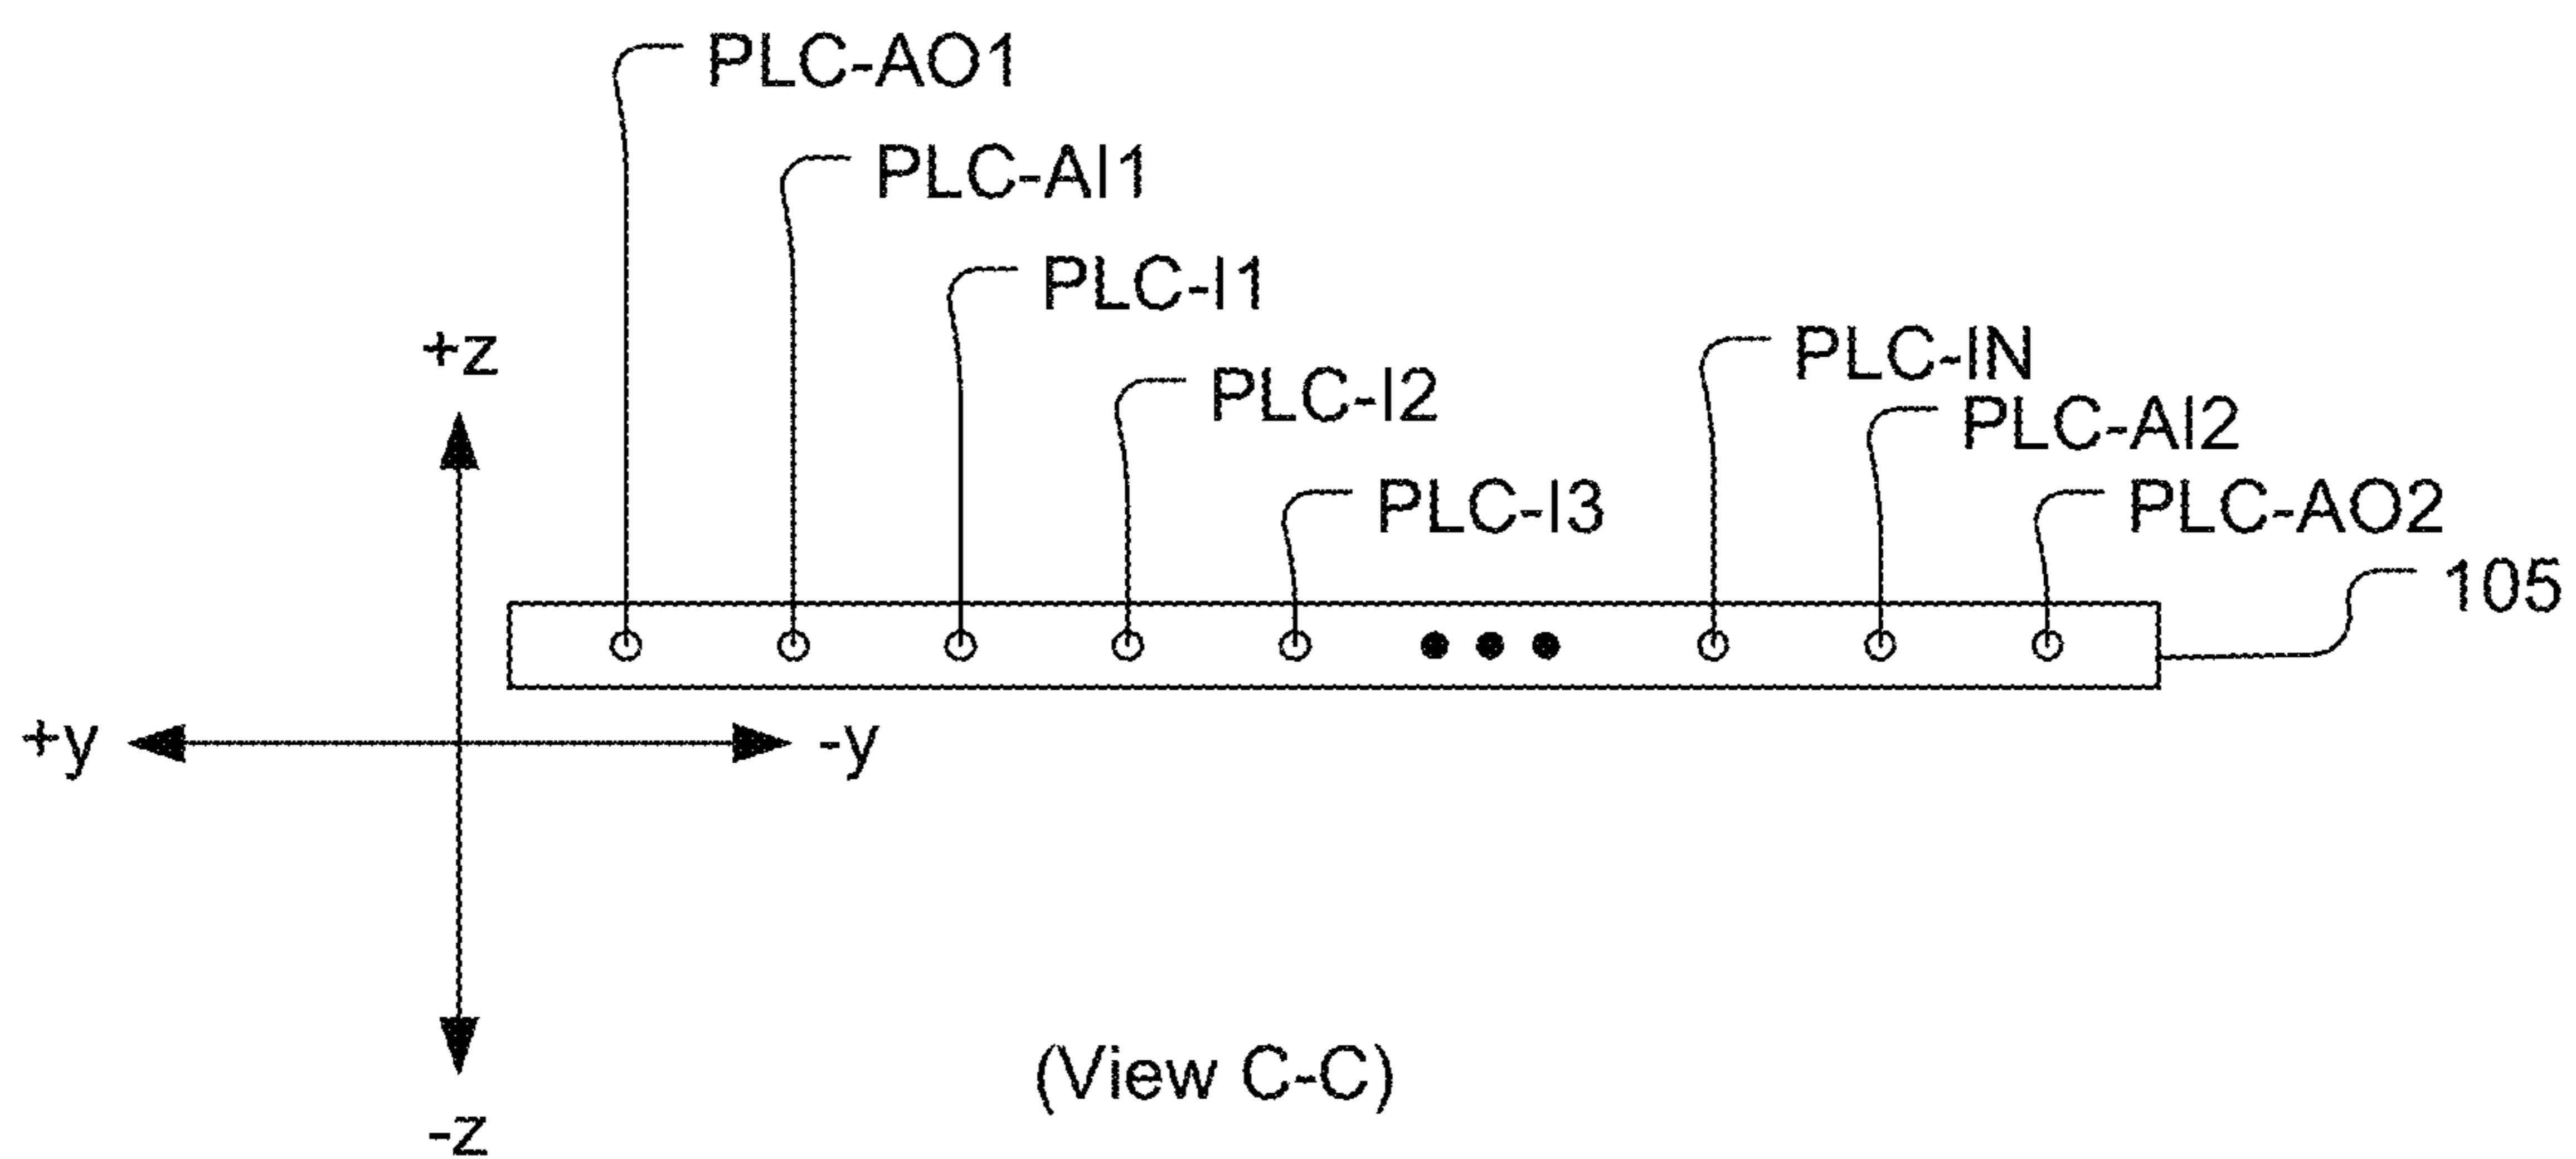 PLC-AO1
PLC-AI1
PLC-I1
+z
PLC-IN
PLC-I2
PLC-AI2
PLC-I3
PLC-AO2
105
+y
-y
(View C-C)
-z